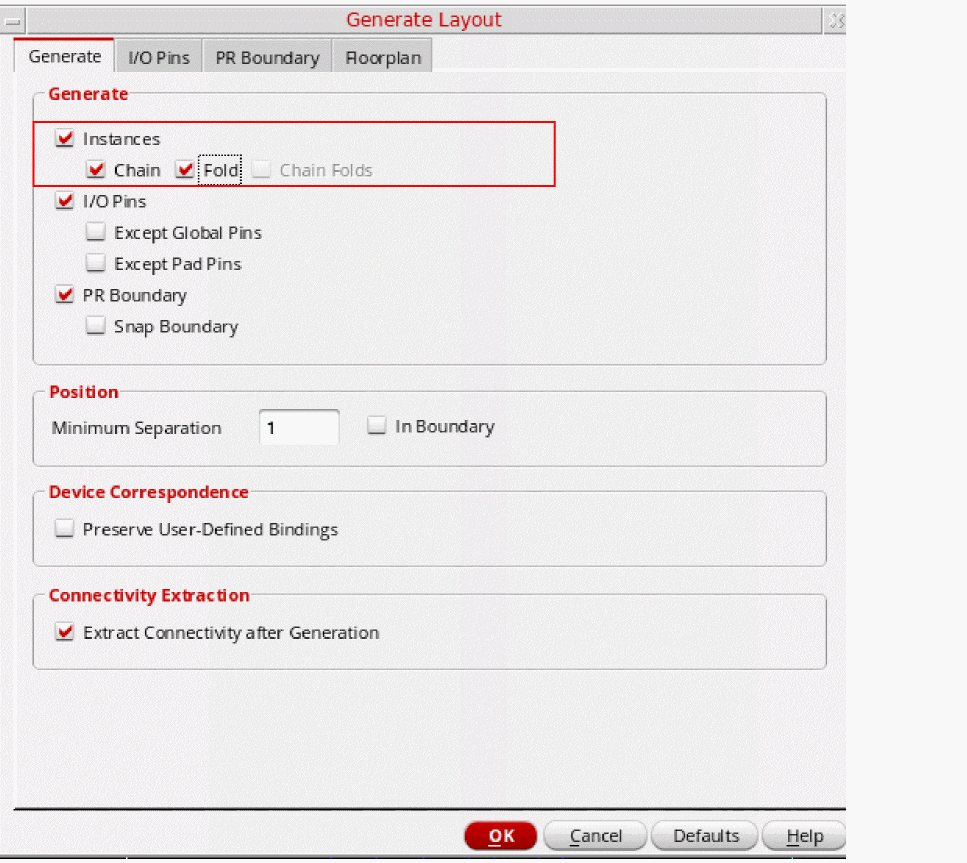 Generate Layout
Generate I/O Pins PR Boundary Floorplan
Generate
Instances
Chain Fold Chain Folds
I/O Pins
Except Global Pins
Except Pad Pins
PR Boundary
Snap Boundary
Position
Minimum Separation 1 In Boundary
Device Correspondence
Preserve User-Defined Bindings
Connectivity Extraction
Extract Connectivity after Generation
OK Cancel Defaults Help